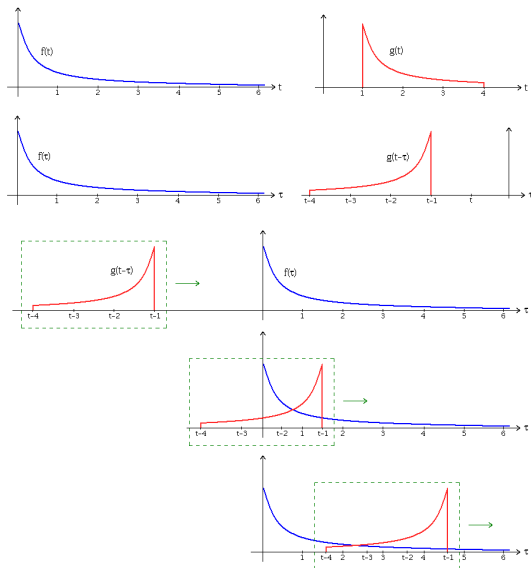 f(t)
g(t)
1 2 3 4 5 6 t
1 2 3 4 t
f(τ)
g(t-τ)
1 2 3 4 5 6 τ
t-4 t-3 t-2 t-1 t τ
g(t-τ)
f(τ)
t-4 t-3 t-2 t-1
1 2 3 4 5 6 τ
t-4 t-3 t-2 1 t-1 2 3 4 5 6 τ
1 t-4 2 t-3 3 t-2 4 t-1 5 6 τ